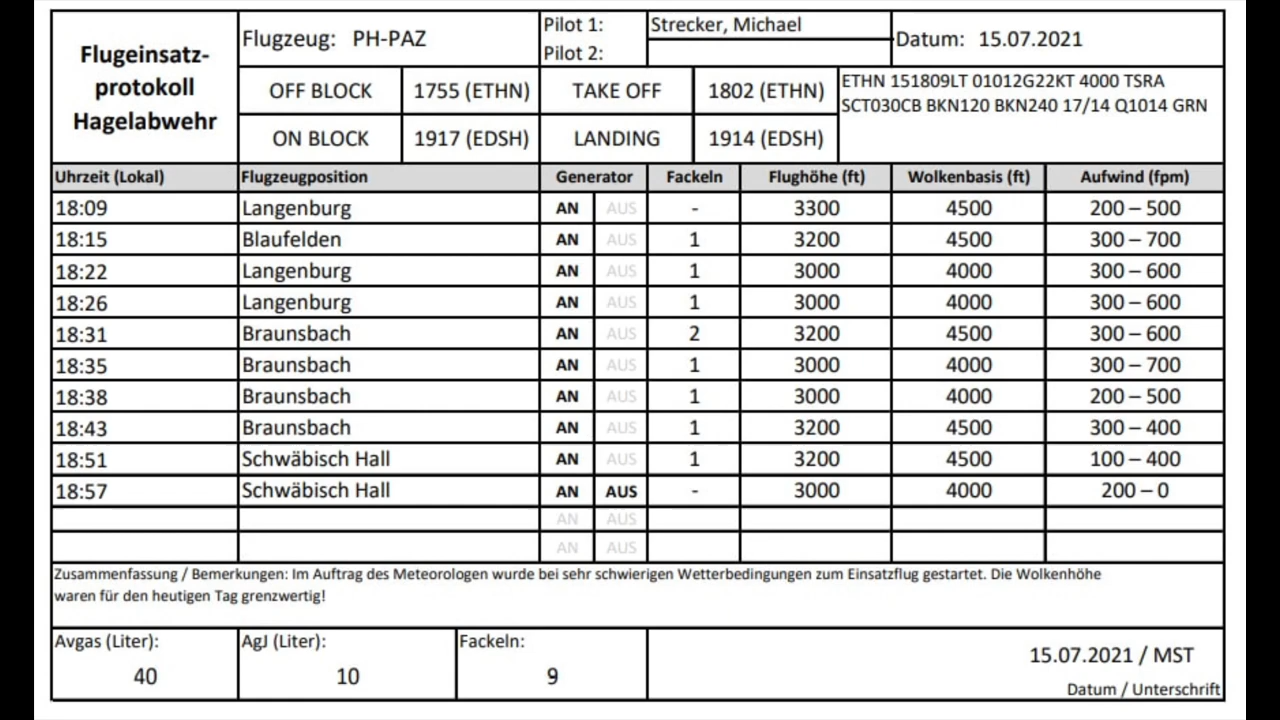 Flugeinsatz-
protokoll
Hagelabwehr
Flugzeug: PH-PAZ
Pilot 1: Strecker, Michael
Pilot 2:
Datum: 15.07.2021
OFF BLOCK 1755 (ETHN) TAKE OFF 1802 (ETHN)
ON BLOCK 1917 (EDSH) LANDING 1914 (EDSH)
ETHN 151809LT 01012G22KT 4000 TSRA
SCT030CB BKN120 BKN240 17/14 Q1014 GRN
Uhrzeit (Lokal) Flugzeugposition Generator Fackeln Flughöhe (ft) Wolkenbasis (ft) Aufwind (fpm)
18:09 Langenburg AN AUS - 3300 4500 200 – 500
18:15 Blaufelden AN AUS 1 3200 4500 300 – 700
18:22 Langenburg AN AUS 1 3000 4000 300 – 600
18:26 Langenburg AN AUS 1 3000 4000 300 – 600
18:31 Braunsbach AN AUS 2 3200 4500 300 – 600
18:35 Braunsbach AN AUS 1 3000 4000 300 – 700
18:38 Braunsbach AN AUS 1 3000 4000 200 – 500
18:43 Braunsbach AN AUS 1 3200 4500 300 – 400
18:51 Schwäbisch Hall AN AUS 1 3200 4500 100 – 400
18:57 Schwäbisch Hall AN AUS - 3000 4000 200 – 0
AN AUS
AN AUS
Zusammenfassung / Bemerkungen: Im Auftrag des Meteorologen wurde bei sehr schwierigen Wetterbedingungen zum Einsatzflug gestartet. Die Wolkenhöhe
waren für den heutigen Tag grenzwertig!
Avgas (Liter): AgJ (Liter): Fackeln:
40 10 9
15.07.2021 / MST
Datum / Unterschrift